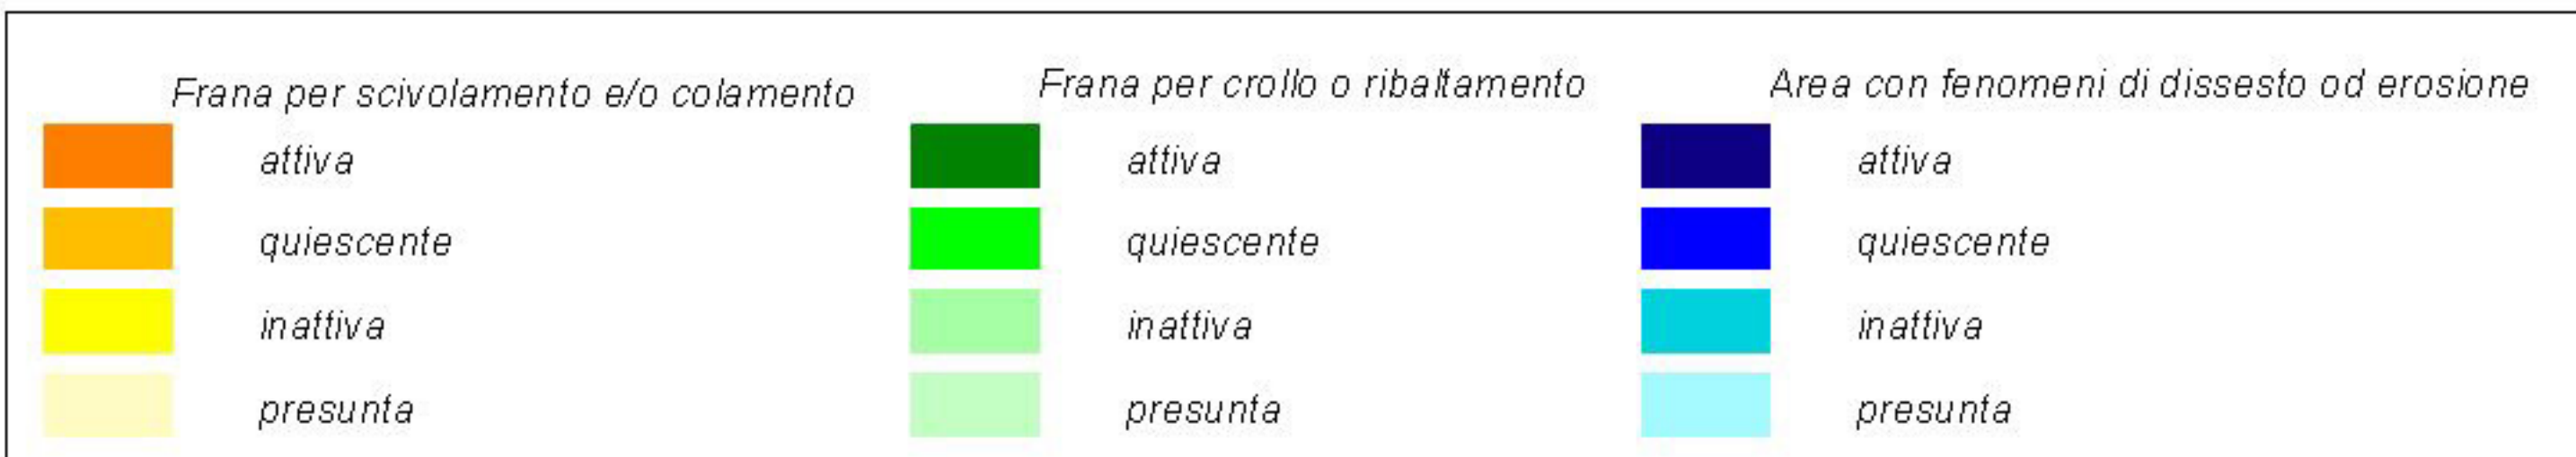 Frana per scivolamento e/o colamento
attiva
quiescente
inattiva
presunta
Frana per crollo o ribaltamento
attiva
quiescente
inattiva
presunta
Area con fenomeni di dissesto od erosione
attiva
quiescente
inattiva
presunta